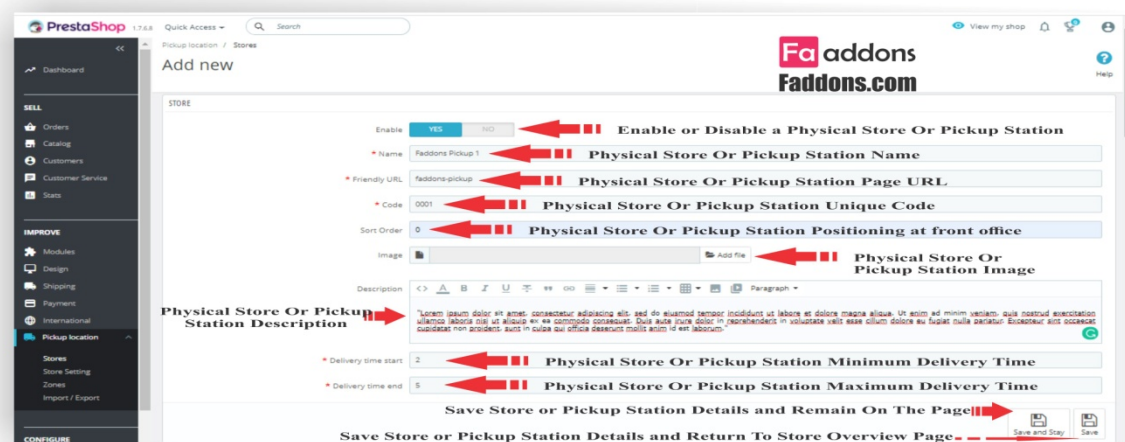 PrestaShop 1.7.6.8 Quick Access Search View my shop
Pickup location / Stores
Add new
Fa addons
Faddons.com
Help
Dashboard
SELL
Orders
Catalog
Customers
Customer Service
Stats
IMPROVE
Modules
Design
Shipping
Payment
International
Pickup location
Stores
Store Setting
Zones
Import / Export
CONFIGURE
STORE
Enable YES NO Enable or Disable a Physical Store Or Pickup Station
* Name Faddons Pickup 1 Physical Store Or Pickup Station Name
* Friendly URL faddons-pickup Physical Store Or Pickup Station Page URL
* Code 0001 Physical Store Or Pickup Station Unique Code
Sort Order 0 Physical Store Or Pickup Station Positioning at front office
Image Add file Physical Store Or
Pickup Station Image
Description <> A B I U Paragraph
Physical Store Or Pickup
Station Description
"Lorem ipsum dolor sit amet, consectetur adipiscing elit, sed do eiusmod tempor incididunt ut labore et dolore magna aliqua. Ut enim ad minim veniam, quis nostrud exercitation
ullamco laboris nisi ut aliquip ex ea commodo consequat. Duis aute irure dolor in reprehenderit in voluptate velit esse cillum dolore eu fugiat nulla pariatur. Excepteur sint occaecat
cupidatat non proident, sunt in culpa qui officia deserunt mollit anim id est laborum."
* Delivery time start 2 Physical Store Or Pickup Station Minimum Delivery Time
* Delivery time end 5 Physical Store Or Pickup Station Maximum Delivery Time
Save Store or Pickup Station Details and Remain On The Page
Save and Stay Save
Save Store or Pickup Station Details and Return To Store Overview Page